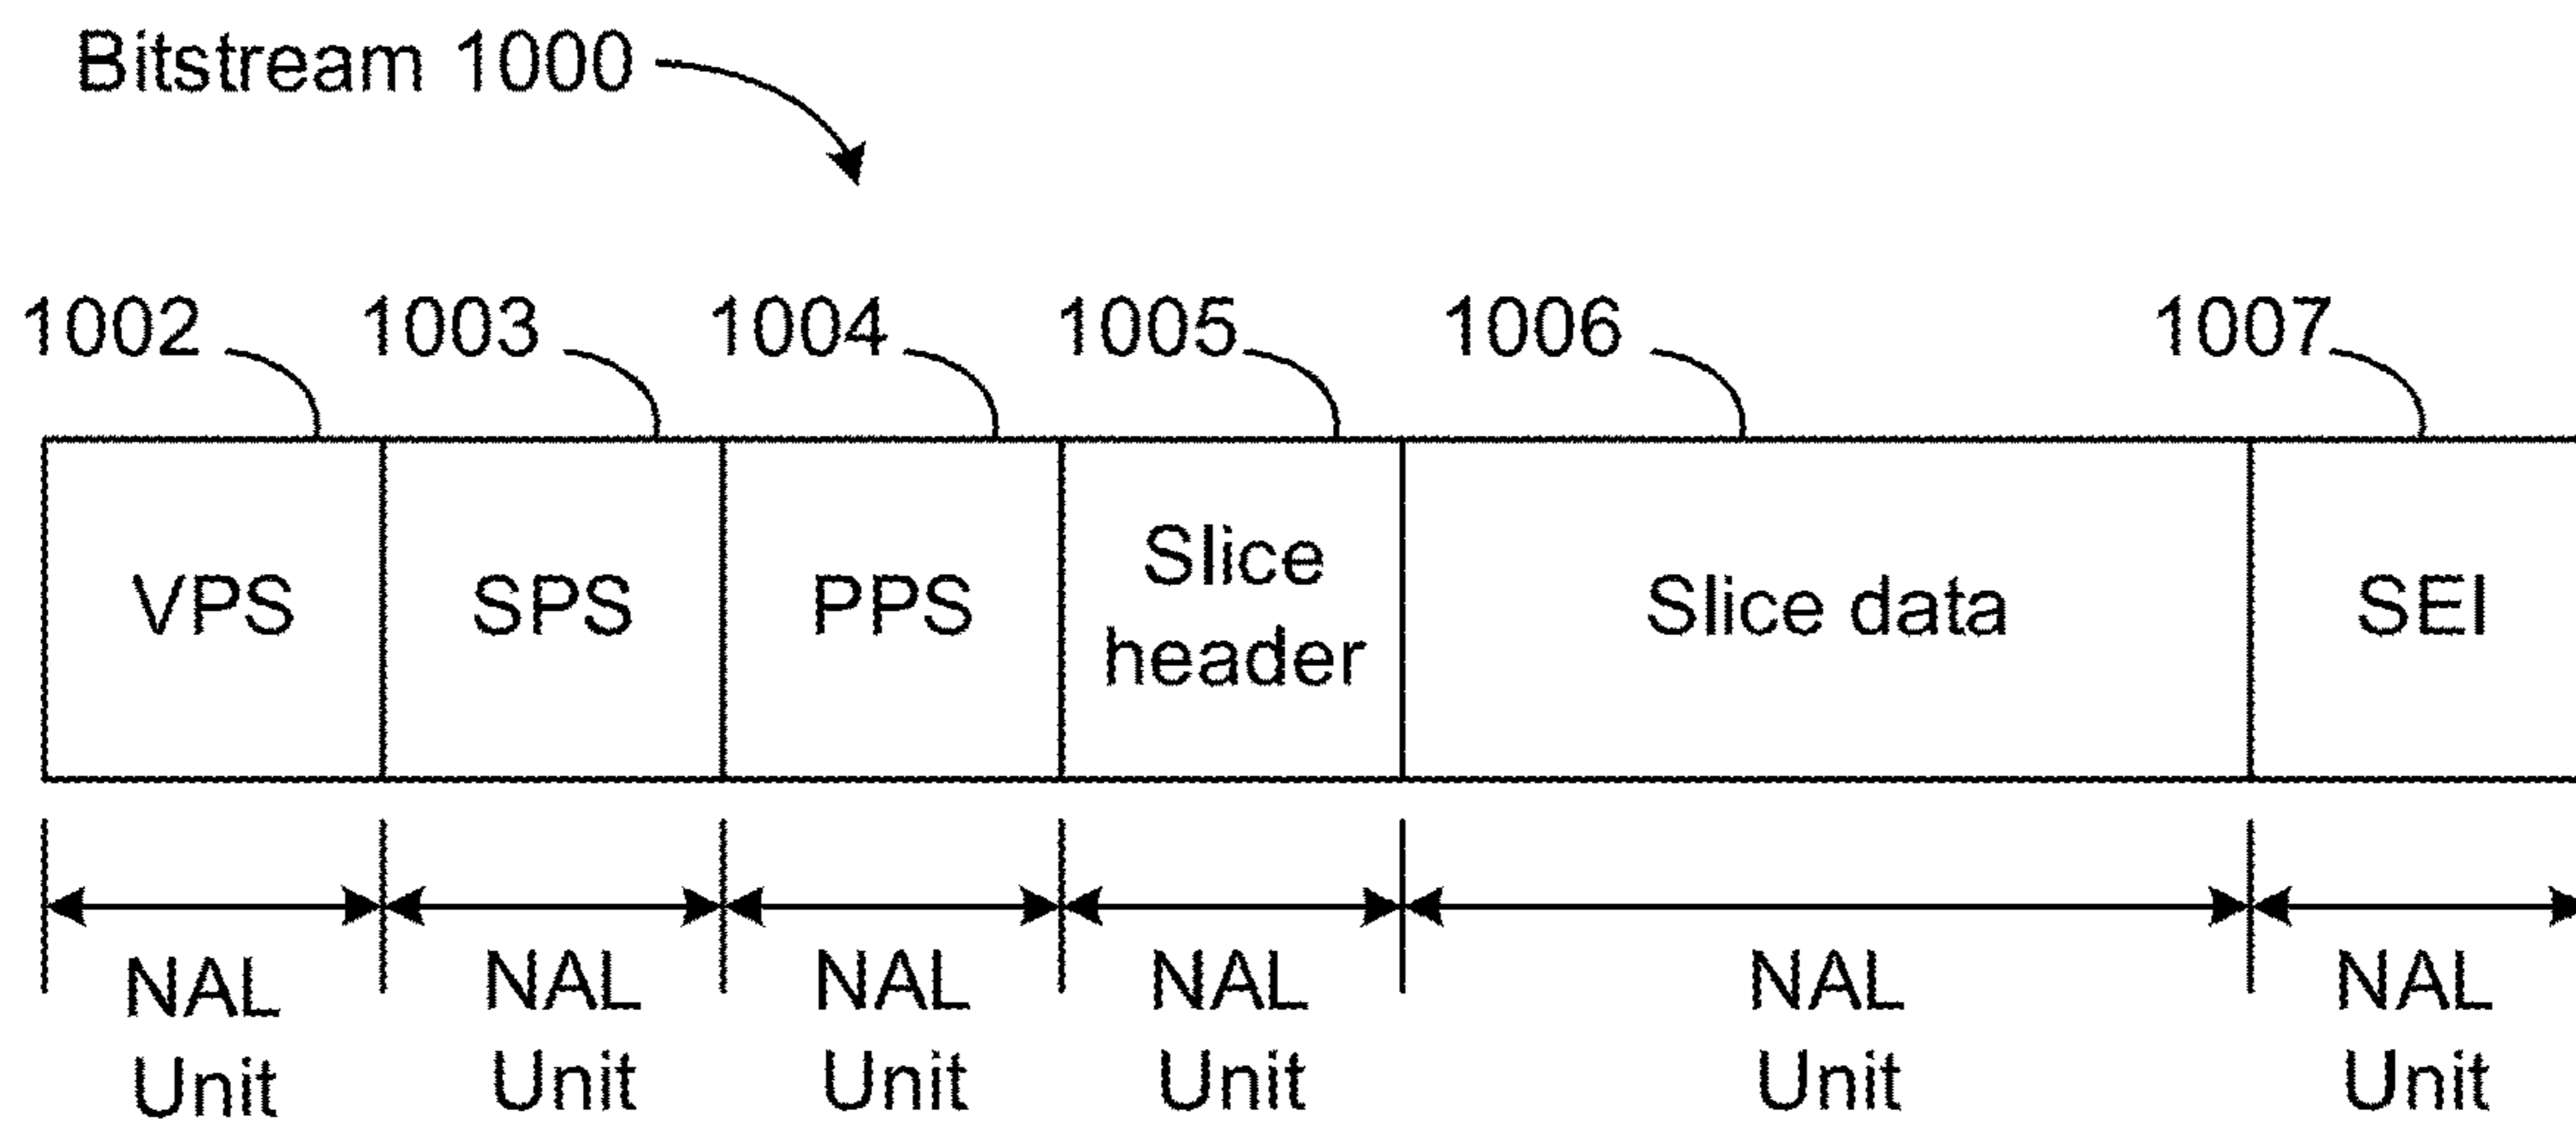 Bitstream 1000
1002 1003 1004 1005 1006 1007
VPS SPS PPS Slice header Slice data SEI
NAL Unit NAL Unit NAL Unit NAL Unit NAL Unit NAL Unit